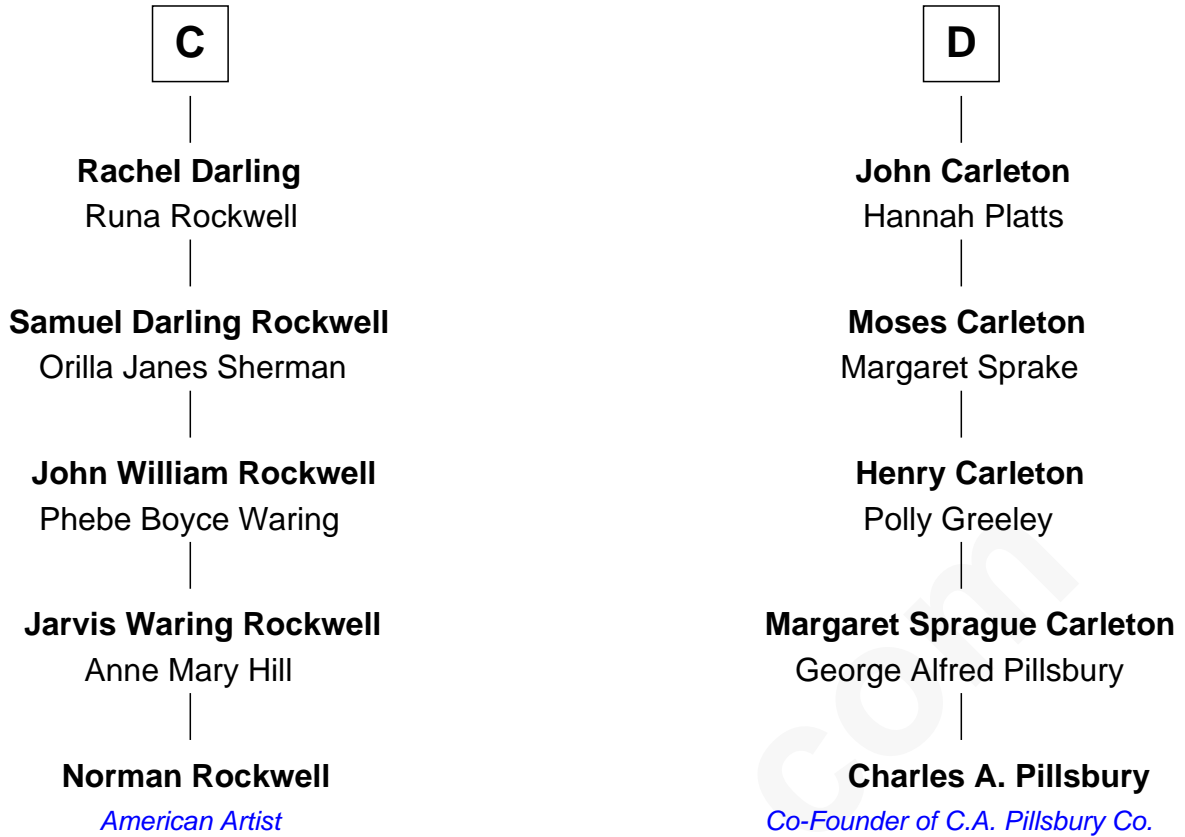 C
Rachel Darling
Runa Rockwell
Samuel Darling Rockwell
Orilla Janes Sherman
John William Rockwell
Phebe Boyce Waring
Jarvis Waring Rockwell
Anne Mary Hill
Norman Rockwell
American Artist
D
John Carleton
Hannah Platts
Moses Carleton
Margaret Sprake
Henry Carleton
Polly Greeley
Margaret Sprague Carleton
George Alfred Pillsbury
Charles A. Pillsbury
Co-Founder of C.A. Pillsbury Co.
com